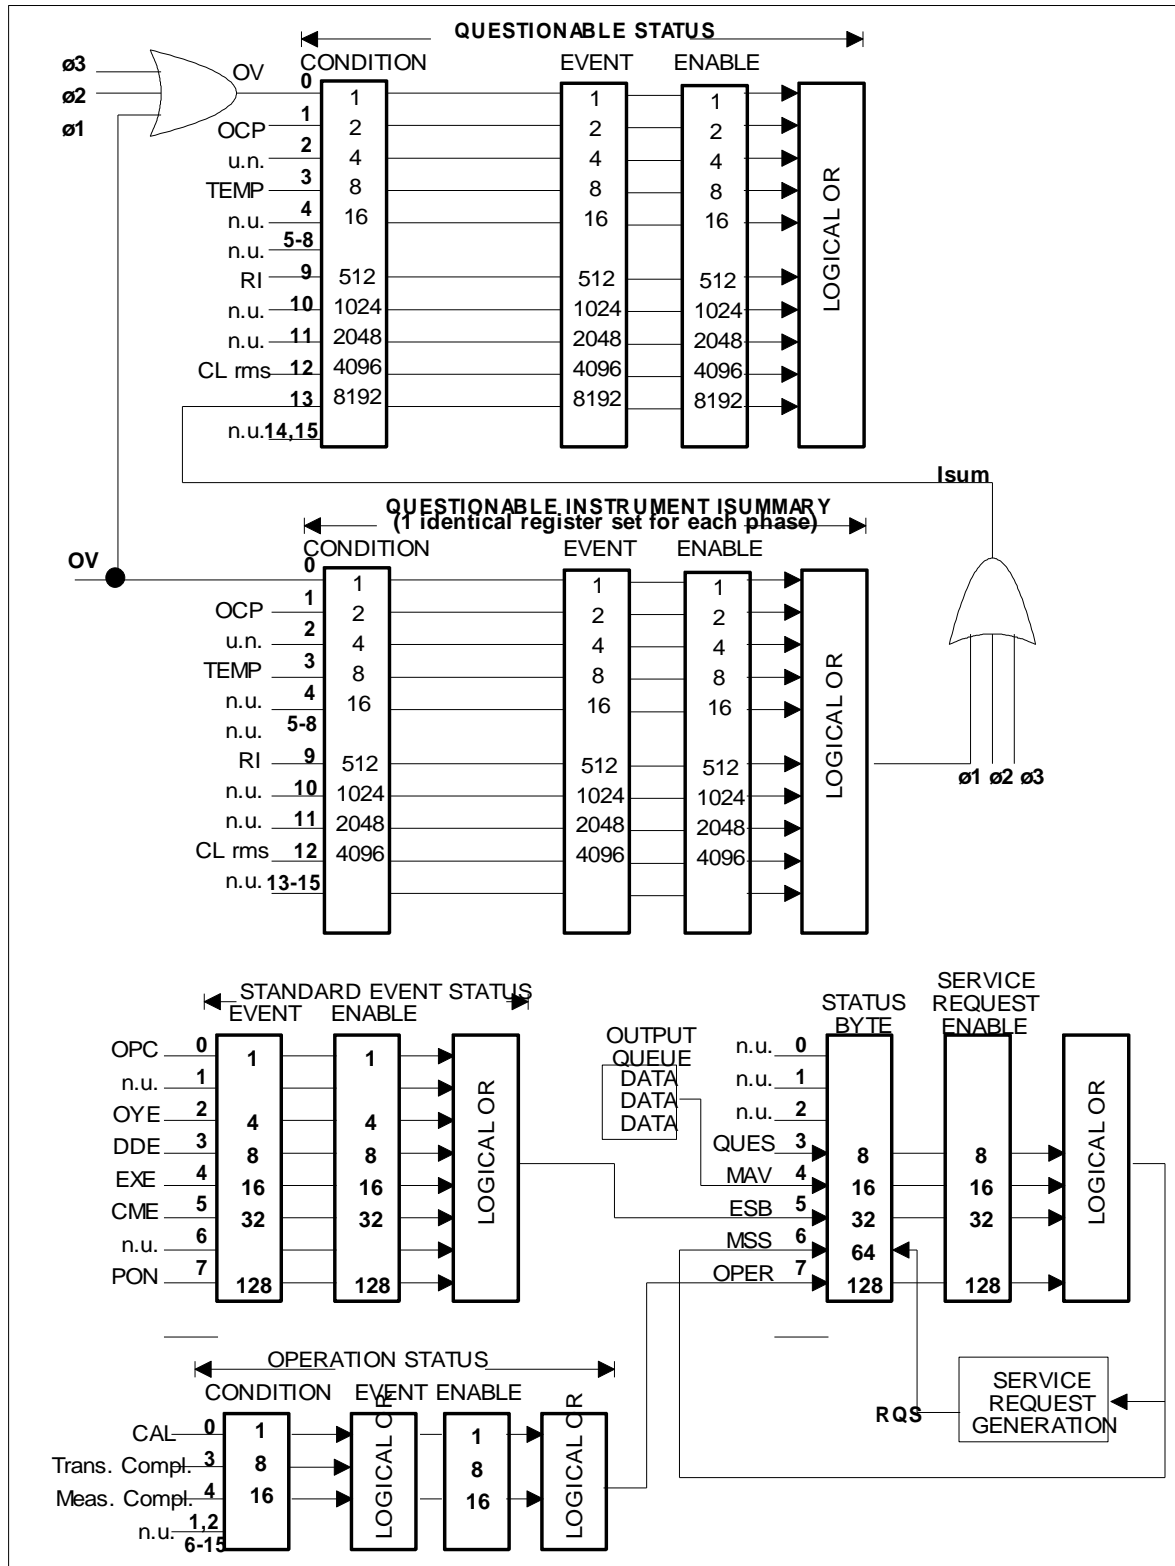 QUESTIONABLE STATUS
CONDITION EVENT ENABLE
ø3
ø2
ø1
OV 0 1 1 1
OCP 1 2 2 2
u.n. 2 4 4 4
TEMP 3 8 8 8
n.u. 4 16 16 16
n.u. 5-8
RI 9 512 512 512
n.u. 10 1024 1024 1024
n.u. 11 2048 2048 2048
CL rms 12 4096 4096 4096
13 8192 8192 8192
n.u. 14,15
LOGICAL OR
Isum
QUESTIONABLE INSTRUMENT ISUMMARY
(1 identical register set for each phase)
CONDITION EVENT ENABLE
OV 0 1 1 1
OCP 1 2 2 2
u.n. 2 4 4 4
TEMP 3 8 8 8
n.u. 4 16 16 16
n.u. 5-8
RI 9 512 512 512
n.u. 10 1024 1024 1024
n.u. 11 2048 2048 2048
CL rms 12 4096 4096 4096
n.u. 13-15
LOGICAL OR
ø1 ø2 ø3
STANDARD EVENT STATUS
EVENT ENABLE
OPC 0 1 1
n.u. 1
OYE 2 4 4
DDE 3 8 8
EXE 4 16 16
CME 5 32 32
n.u. 6
PON 7 128 128
LOGICAL OR
OUTPUT
QUEUE
DATA
DATA
DATA
STATUS
BYTE
SERVICE
REQUEST
ENABLE
n.u. 0
n.u. 1
n.u. 2
QUES 3 8 8
MAV 4 16 16
ESB 5 32 32
MSS 6 64
OPER 7 128 128
LOGICAL OR
OPERATION STATUS
CONDITION EVENT ENABLE
CAL 0 1 1
Trans. Compl. 3 8 8
Meas. Compl. 4 16 16
n.u. 1,2
6-15
LOGICAL OR
LOGICAL OR
RQS
SERVICE
REQUEST
GENERATION